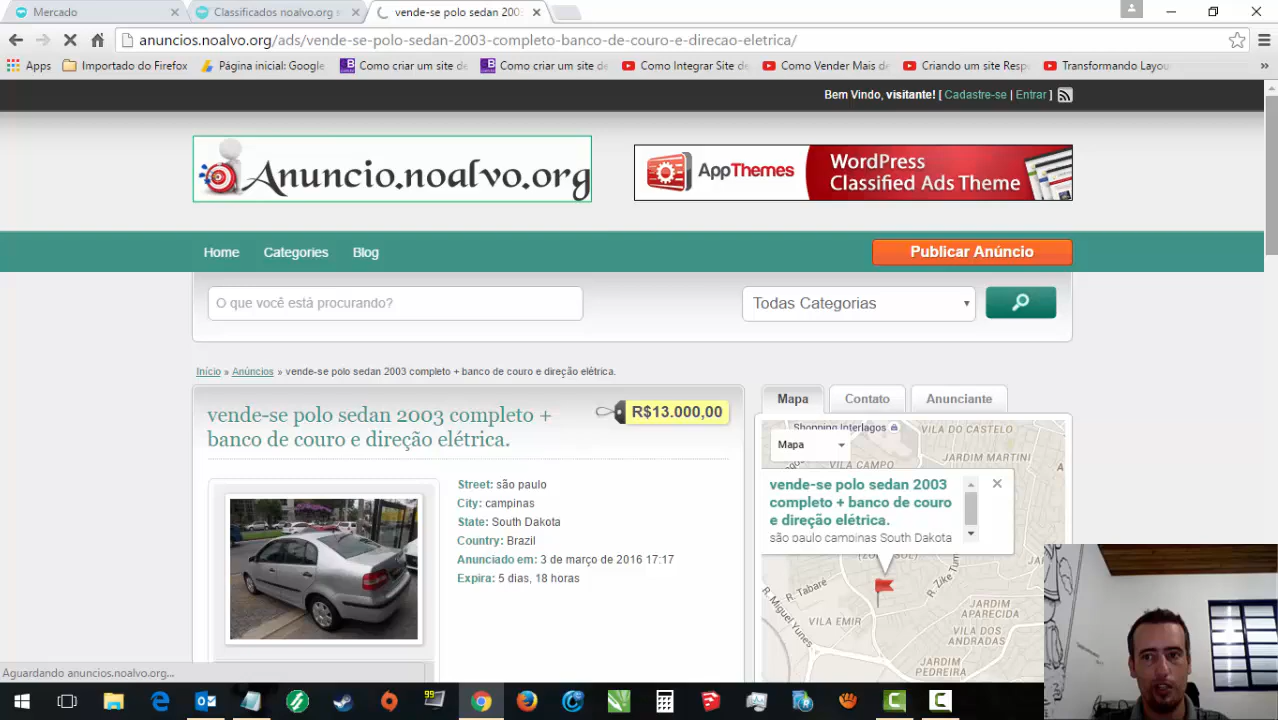 Mercado
Classificados noalvo.org s
vende-se polo sedan 200
anuncios.noalvo.org/ads/vende-se-polo-sedan-2003-completo-banco-de-couro-e-direcao-eletrica/
Apps
Importado do Firefox
Página inicial: Google
Como criar um site de
Como criar um site de
Como Integrar Site de
Como Vender Mais de
Criando um site Resp
Transformando Layou
Bem Vindo, visitante! [ Cadastre-se | Entrar ]
Anuncio.noalvo.org
AppThemes
WordPress
Classified Ads Theme
Home
Categories
Blog
Publicar Anúncio
O que você está procurando?
Todas Categorias
Início » Anúncios » vende-se polo sedan 2003 completo + banco de couro e direção elétrica.
vende-se polo sedan 2003 completo +
banco de couro e direção elétrica.
R$13.000,00
Street: são paulo
City: campinas
State: South Dakota
Country: Brazil
Anunciado em: 3 de março de 2016 17:17
Expira: 5 dias, 18 horas
Mapa
Contato
Anunciante
Shopping Interlagos
Mapa
VILA DO CASTELO
JARDIM MARTINI
VILA CAMPO
vende-se polo sedan 2003
completo + banco de couro
e direção elétrica.
são paulo campinas South Dakota
R. Tabaré
R. Zike Tum
R. Miguel Yunes
VILA EMIR
JARDIM
APARECIDA
VILA DOS
ANDRADAS
JARDIM
PEDREIRA
Aguardando anuncios.noalvo.org...
99